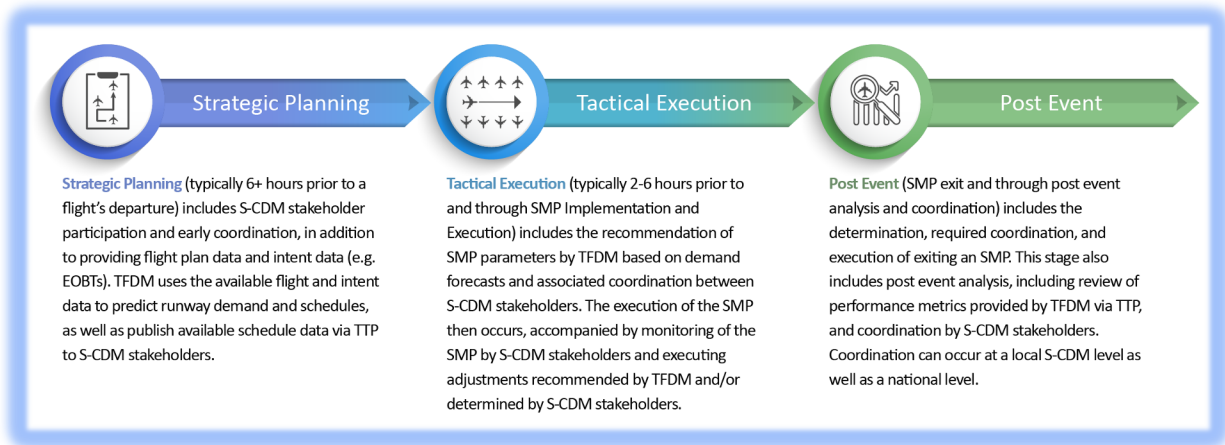 Strategic Planning
Strategic Planning (typically 6+ hours prior to a
flight’s departure) includes S-CDM stakeholder
participation and early coordination, in addition
to providing flight plan data and intent data (e.g.
EOBTs). TFDM uses the available flight and intent
data to predict runway demand and schedules,
as well as publish available schedule data via TTP
to S-CDM stakeholders.
Tactical Execution
Tactical Execution (typically 2-6 hours prior to
and through SMP Implementation and
Execution) includes the recommendation of
SMP parameters by TFDM based on demand
forecasts and associated coordination between
S-CDM stakeholders. The execution of the SMP
then occurs, accompanied by monitoring of the
SMP by S-CDM stakeholders and executing
adjustments recommended by TFDM and/or
determined by S-CDM stakeholders.
Post Event
Post Event (SMP exit and through post event
analysis and coordination) includes the
determination, required coordination, and
execution of exiting an SMP. This stage also
includes post event analysis, including review of
performance metrics provided by TFDM via TTP,
and coordination by S-CDM stakeholders.
Coordination can occur at a local S-CDM level as
well as a national level.